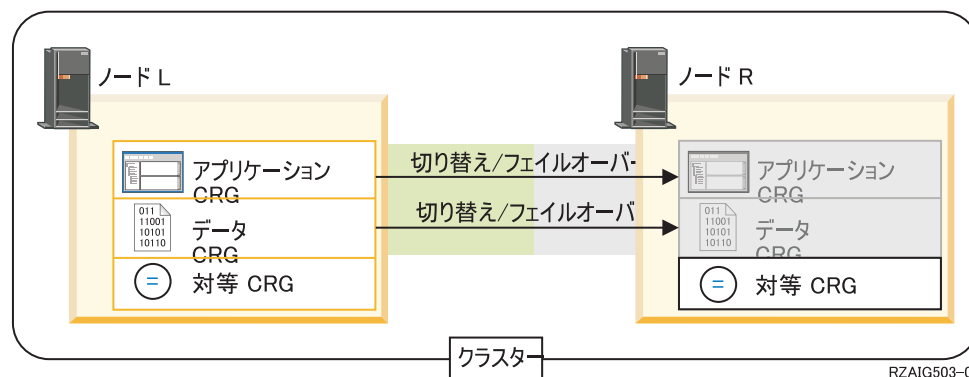 ノード L
ノード R
アプリケーション
CRG
切り替え/フェイルオーバ-
アプリケーション
CRG
011
11001
10101
10110
データ
CRG
切り替え/フェイルオーバ
011
11001
10101
10110
データ
CRG
= 対等 CRG
= 対等 CRG
クラスター
RZAIG503-0